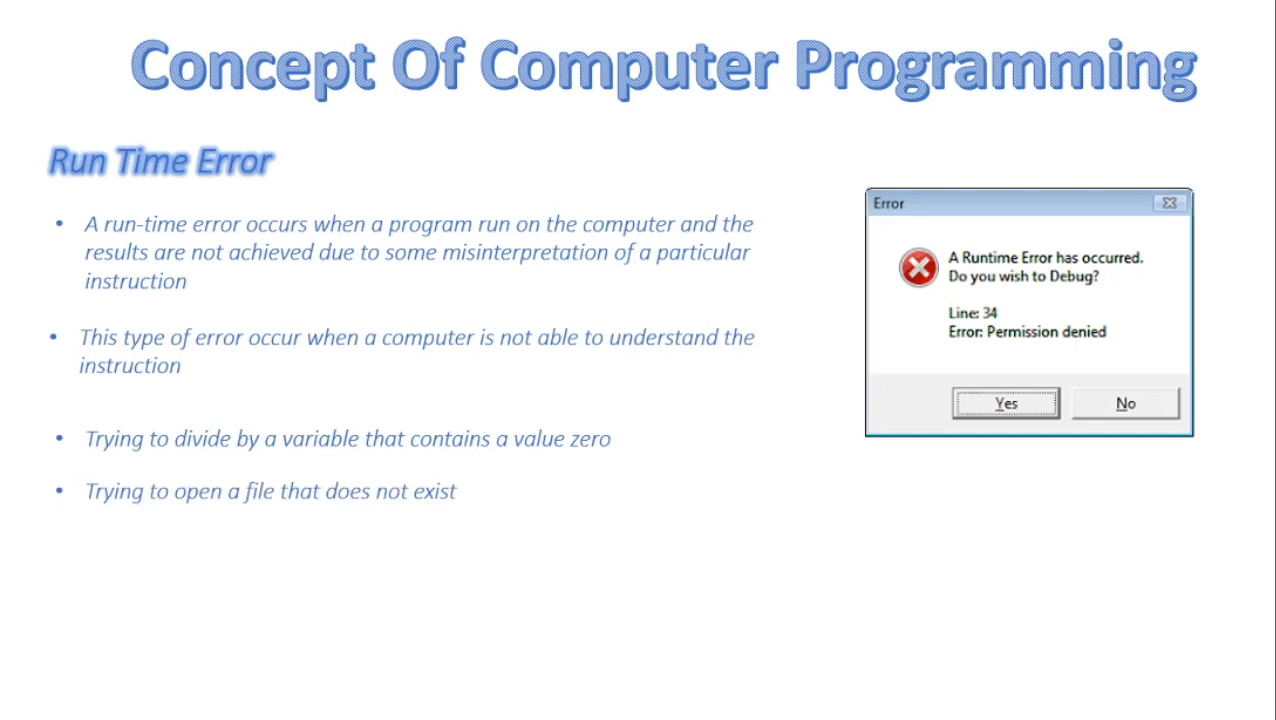 Concept Of Computer Programming
Run Time Error
• A run-time error occurs when a program run on the computer and the
results are not achieved due to some misinterpretation of a particular
instruction
• This type of error occur when a computer is not able to understand the
instruction
• Trying to divide by a variable that contains a value zero
• Trying to open a file that does not exist
Error
A Runtime Error has occurred.
Do you wish to Debug?
Line: 34
Error: Permission denied
Yes
No